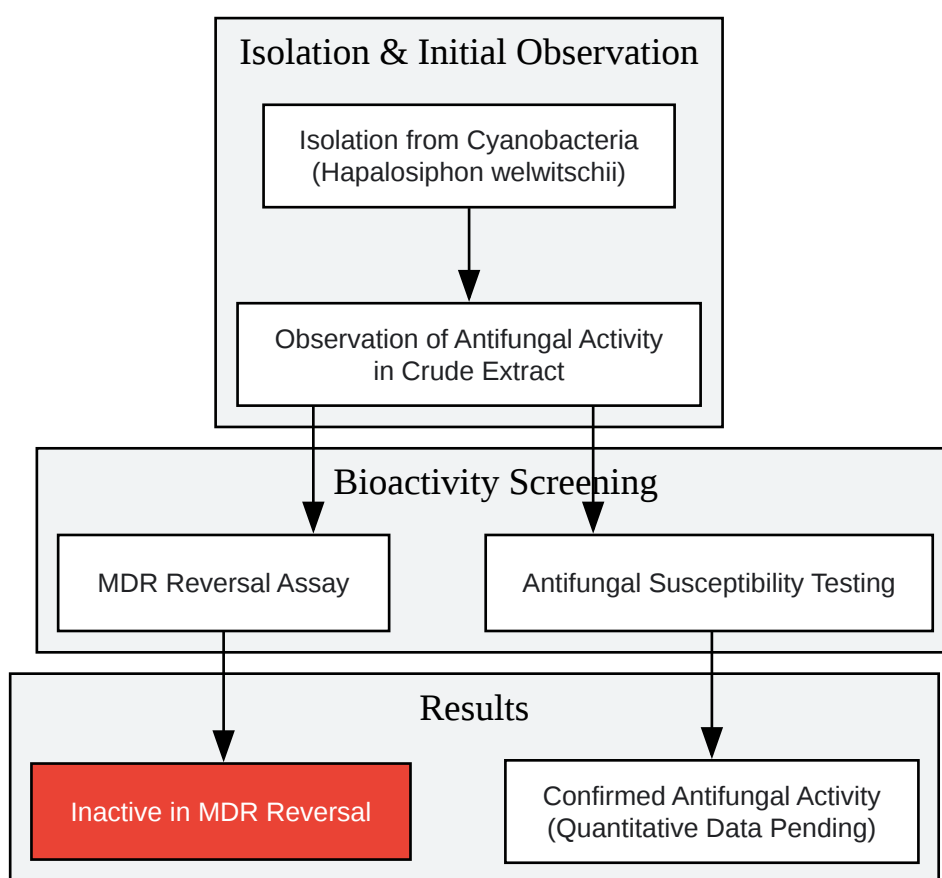 Isolation & Initial Observation
Isolation from Cyanobacteria
(Hapalosiphon welwitschii)
Observation of Antifungal Activity
in Crude Extract
Bioactivity Screening
MDR Reversal Assay
Antifungal Susceptibility Testing
Results
Inactive in MDR Reversal
Confirmed Antifungal Activity
(Quantitative Data Pending)